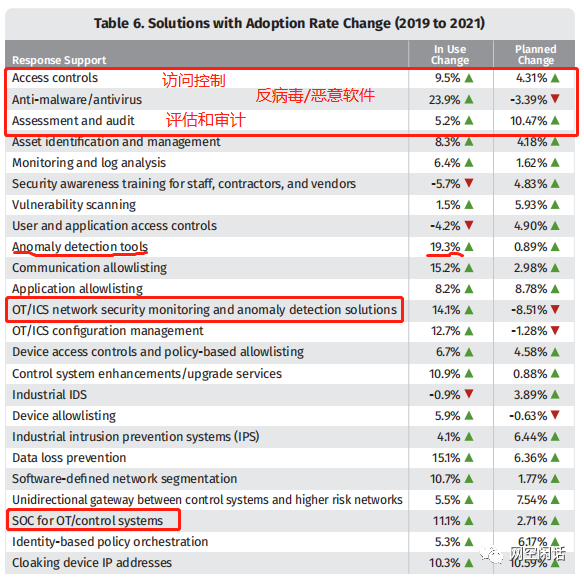 Table 6. Solutions with Adoption Rate Change (2019 to 2021)
Response Support In Use Change Planned Change
Access controls 访问控制 9.5% ▲ 4.31% ▲
Anti-malware/antivirus 反病毒/恶意软件 23.9% ▲ -3.39% ▼
Assessment and audit 评估和审计 5.2% ▲ 10.47% ▲
Asset identification and management 8.3% ▲ 4.18% ▲
Monitoring and log analysis 6.4% ▲ 1.62% ▲
Security awareness training for staff, contractors, and vendors -5.7% ▼ 4.83% ▲
Vulnerability scanning 1.5% ▲ 5.93% ▲
User and application access controls -4.2% ▼ 4.90% ▲
Anomaly detection tools 19.3% ▲ 0.89% ▲
Communication allowlisting 15.2% ▲ 2.98% ▲
Application allowlisting 8.2% ▲ 8.78% ▲
OT/ICS network security monitoring and anomaly detection solutions 14.1% ▲ -8.51% ▼
OT/ICS configuration management 12.7% ▲ -1.28% ▼
Device access controls and policy-based allowlisting 6.7% ▲ 4.58% ▲
Control system enhancements/upgrade services 10.9% ▲ 0.88% ▲
Industrial IDS -0.9% ▼ 3.89% ▲
Device allowlisting 5.9% ▲ -0.63% ▼
Industrial intrusion prevention systems (IPS) 4.1% ▲ 6.44% ▲
Data loss prevention 15.1% ▲ 6.36% ▲
Software-defined network segmentation 10.7% ▲ 1.77% ▲
Unidirectional gateway between control systems and higher risk networks 5.5% ▲ 7.54% ▲
SOC for OT/control systems 11.1% ▲ 2.71% ▲
Identity-based policy orchestration 5.3% ▲ 6.17% ▲
Cloaking device IP addresses 10.3% ▲ 10.59% ▲
网空闲话